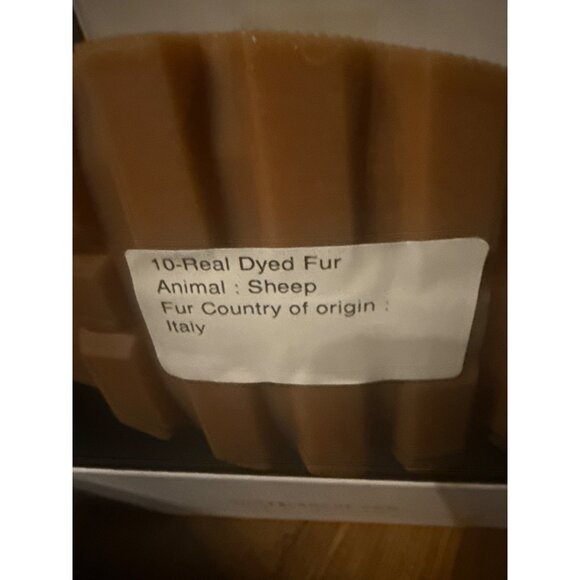 10-Real Dyed Fur
Animal : Sheep
Fur Country of origin :
Italy